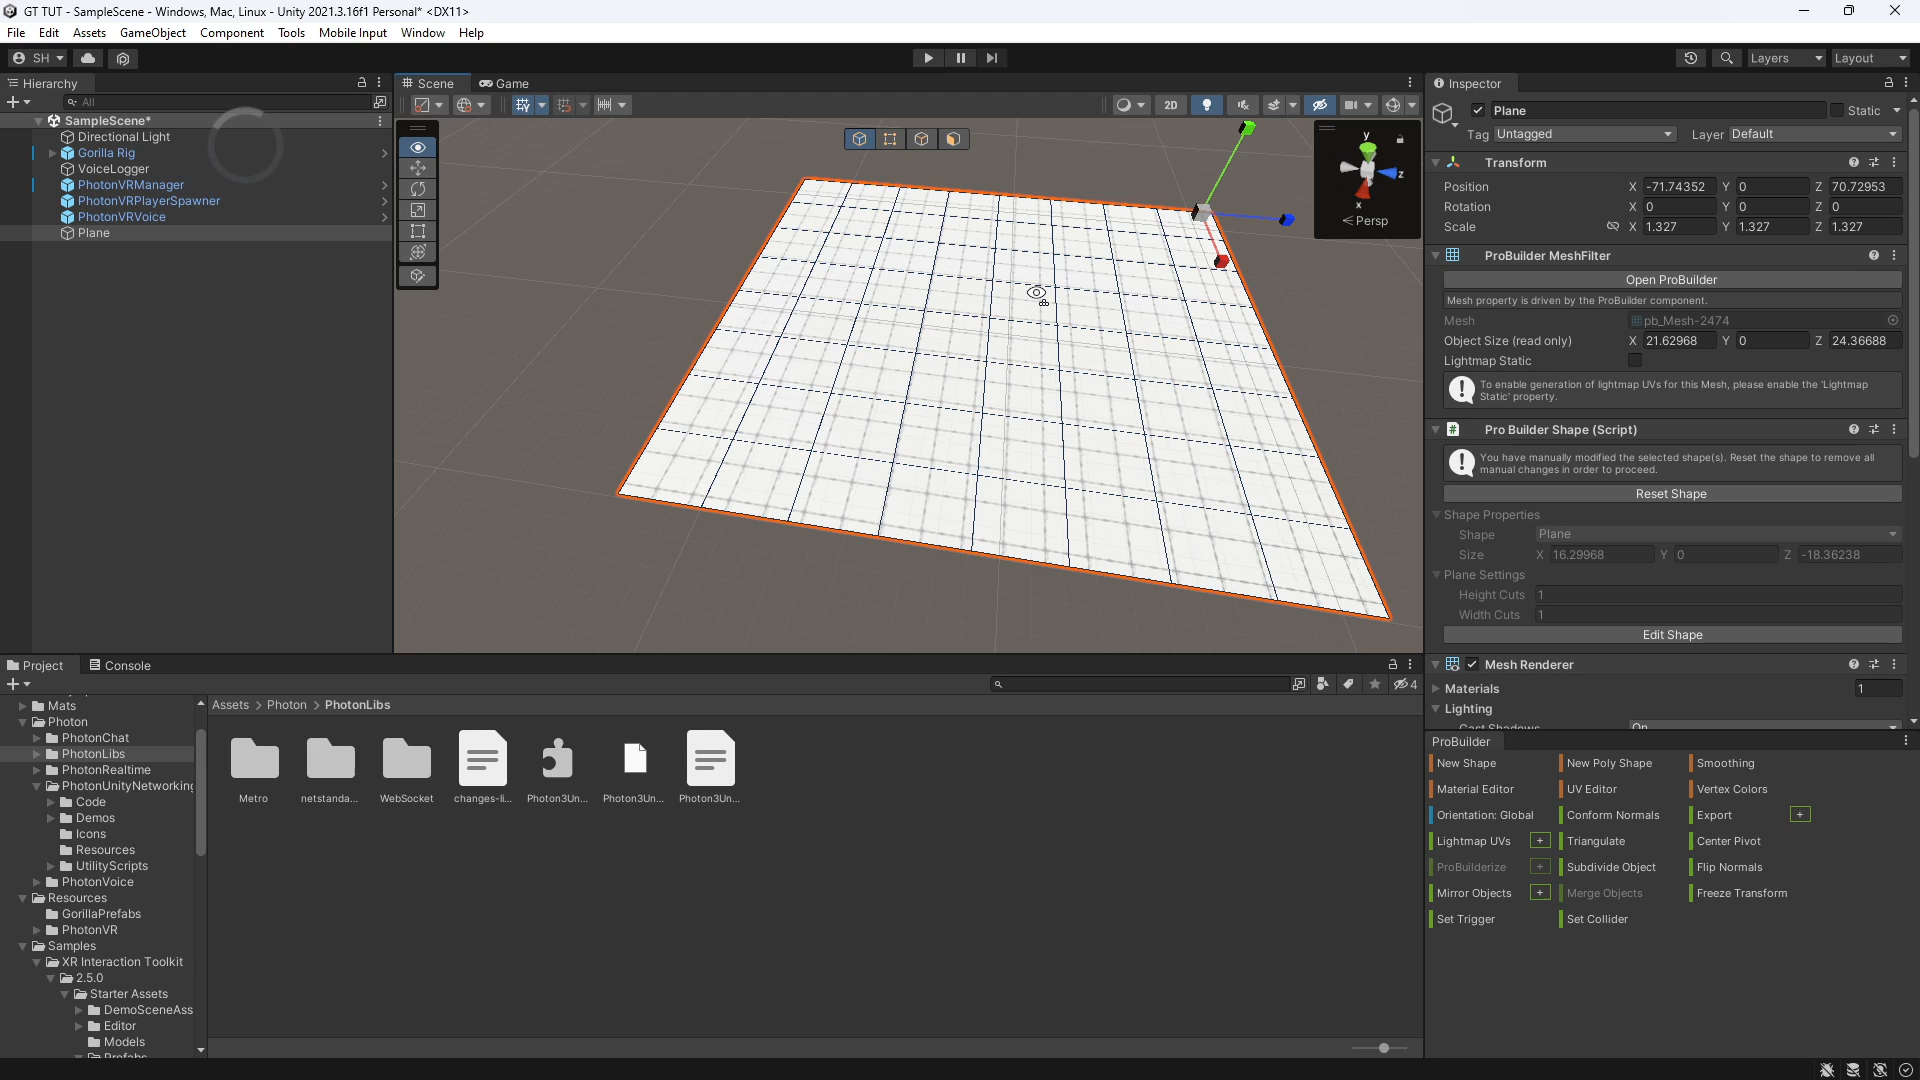 GT TUT - SampleScene - Windows, Mac, Linux - Unity 2021.3.16f1 Personal* <DX11>
File Edit Assets GameObject Component Tools Mobile Input Window Help
SH Layers Layout
Hierarchy
All
SampleScene*
Directional Light
Gorilla Rig
VoiceLogger
PhotonVRManager
PhotonVRPlayerSpawner
PhotonVRVoice
Plane
Scene Game
2D
y
z
x
Persp
Inspector
Plane Static
Tag Untagged Layer Default
Transform
Position X -71.74352 Y 0 Z 70.72953
Rotation X 0 Y 0 Z 0
Scale X 1.327 Y 1.327 Z 1.327
ProBuilder MeshFilter
Open ProBuilder
Mesh property is driven by the ProBuilder component.
Mesh pb_Mesh-2474
Object Size (read only) X 21.62968 Y 0 Z 24.36688
Lightmap Static
To enable generation of lightmap UVs for this Mesh, please enable the 'Lightmap
Static' property.
Pro Builder Shape (Script)
You have manually modified the selected shape(s). Reset the shape to remove all
manual changes in order to proceed.
Reset Shape
Shape Properties
Shape Plane
Size X 16.29968 Y 0 Z -18.36238
Plane Settings
Height Cuts 1
Width Cuts 1
Edit Shape
Mesh Renderer
Materials 1
Lighting
Cast Shadows On
Project Console
4
Mats
Photon
PhotonChat
PhotonLibs
PhotonRealtime
PhotonUnityNetworking
Code
Demos
Icons
Resources
UtilityScripts
PhotonVoice
Resources
GorillaPrefabs
PhotonVR
Samples
XR Interaction Toolkit
2.5.0
Starter Assets
DemoSceneAss
Editor
Models
Prefabs
Assets > Photon > PhotonLibs
Metro netstanda... WebSocket changes-li... Photon3Un... Photon3Un... Photon3Un...
ProBuilder
New Shape New Poly Shape Smoothing
Material Editor UV Editor Vertex Colors
Orientation: Global Conform Normals Export +
Lightmap UVs + Triangulate Center Pivot
ProBuilderize + Subdivide Object Flip Normals
Mirror Objects + Merge Objects Freeze Transform
Set Trigger Set Collider